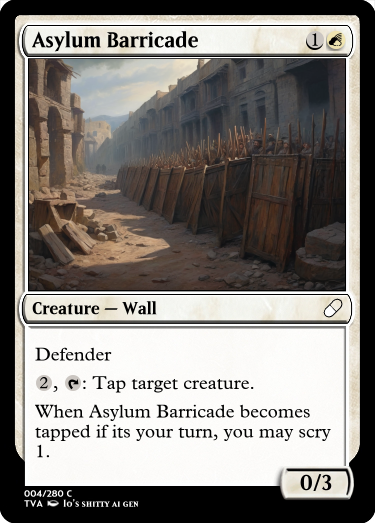 Asylum Barricade 1
Creature — Wall
Defender
2, : Tap target creature.
When Asylum Barricade becomes
tapped if its your turn, you may scry
1.
0/3
004/280 C
TVA Io's shitty ai gen